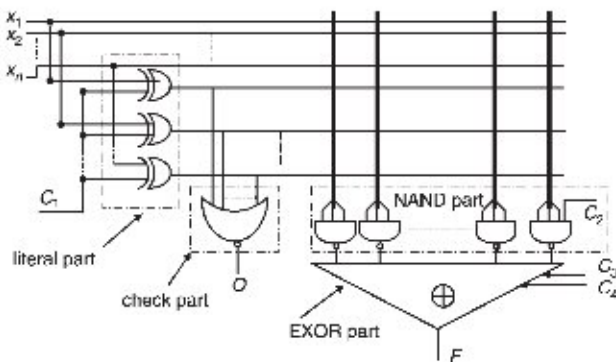 x1
x2
xn
C1
NAND part
C2
literal part
check part
O
C3
C4
EXOR part
F